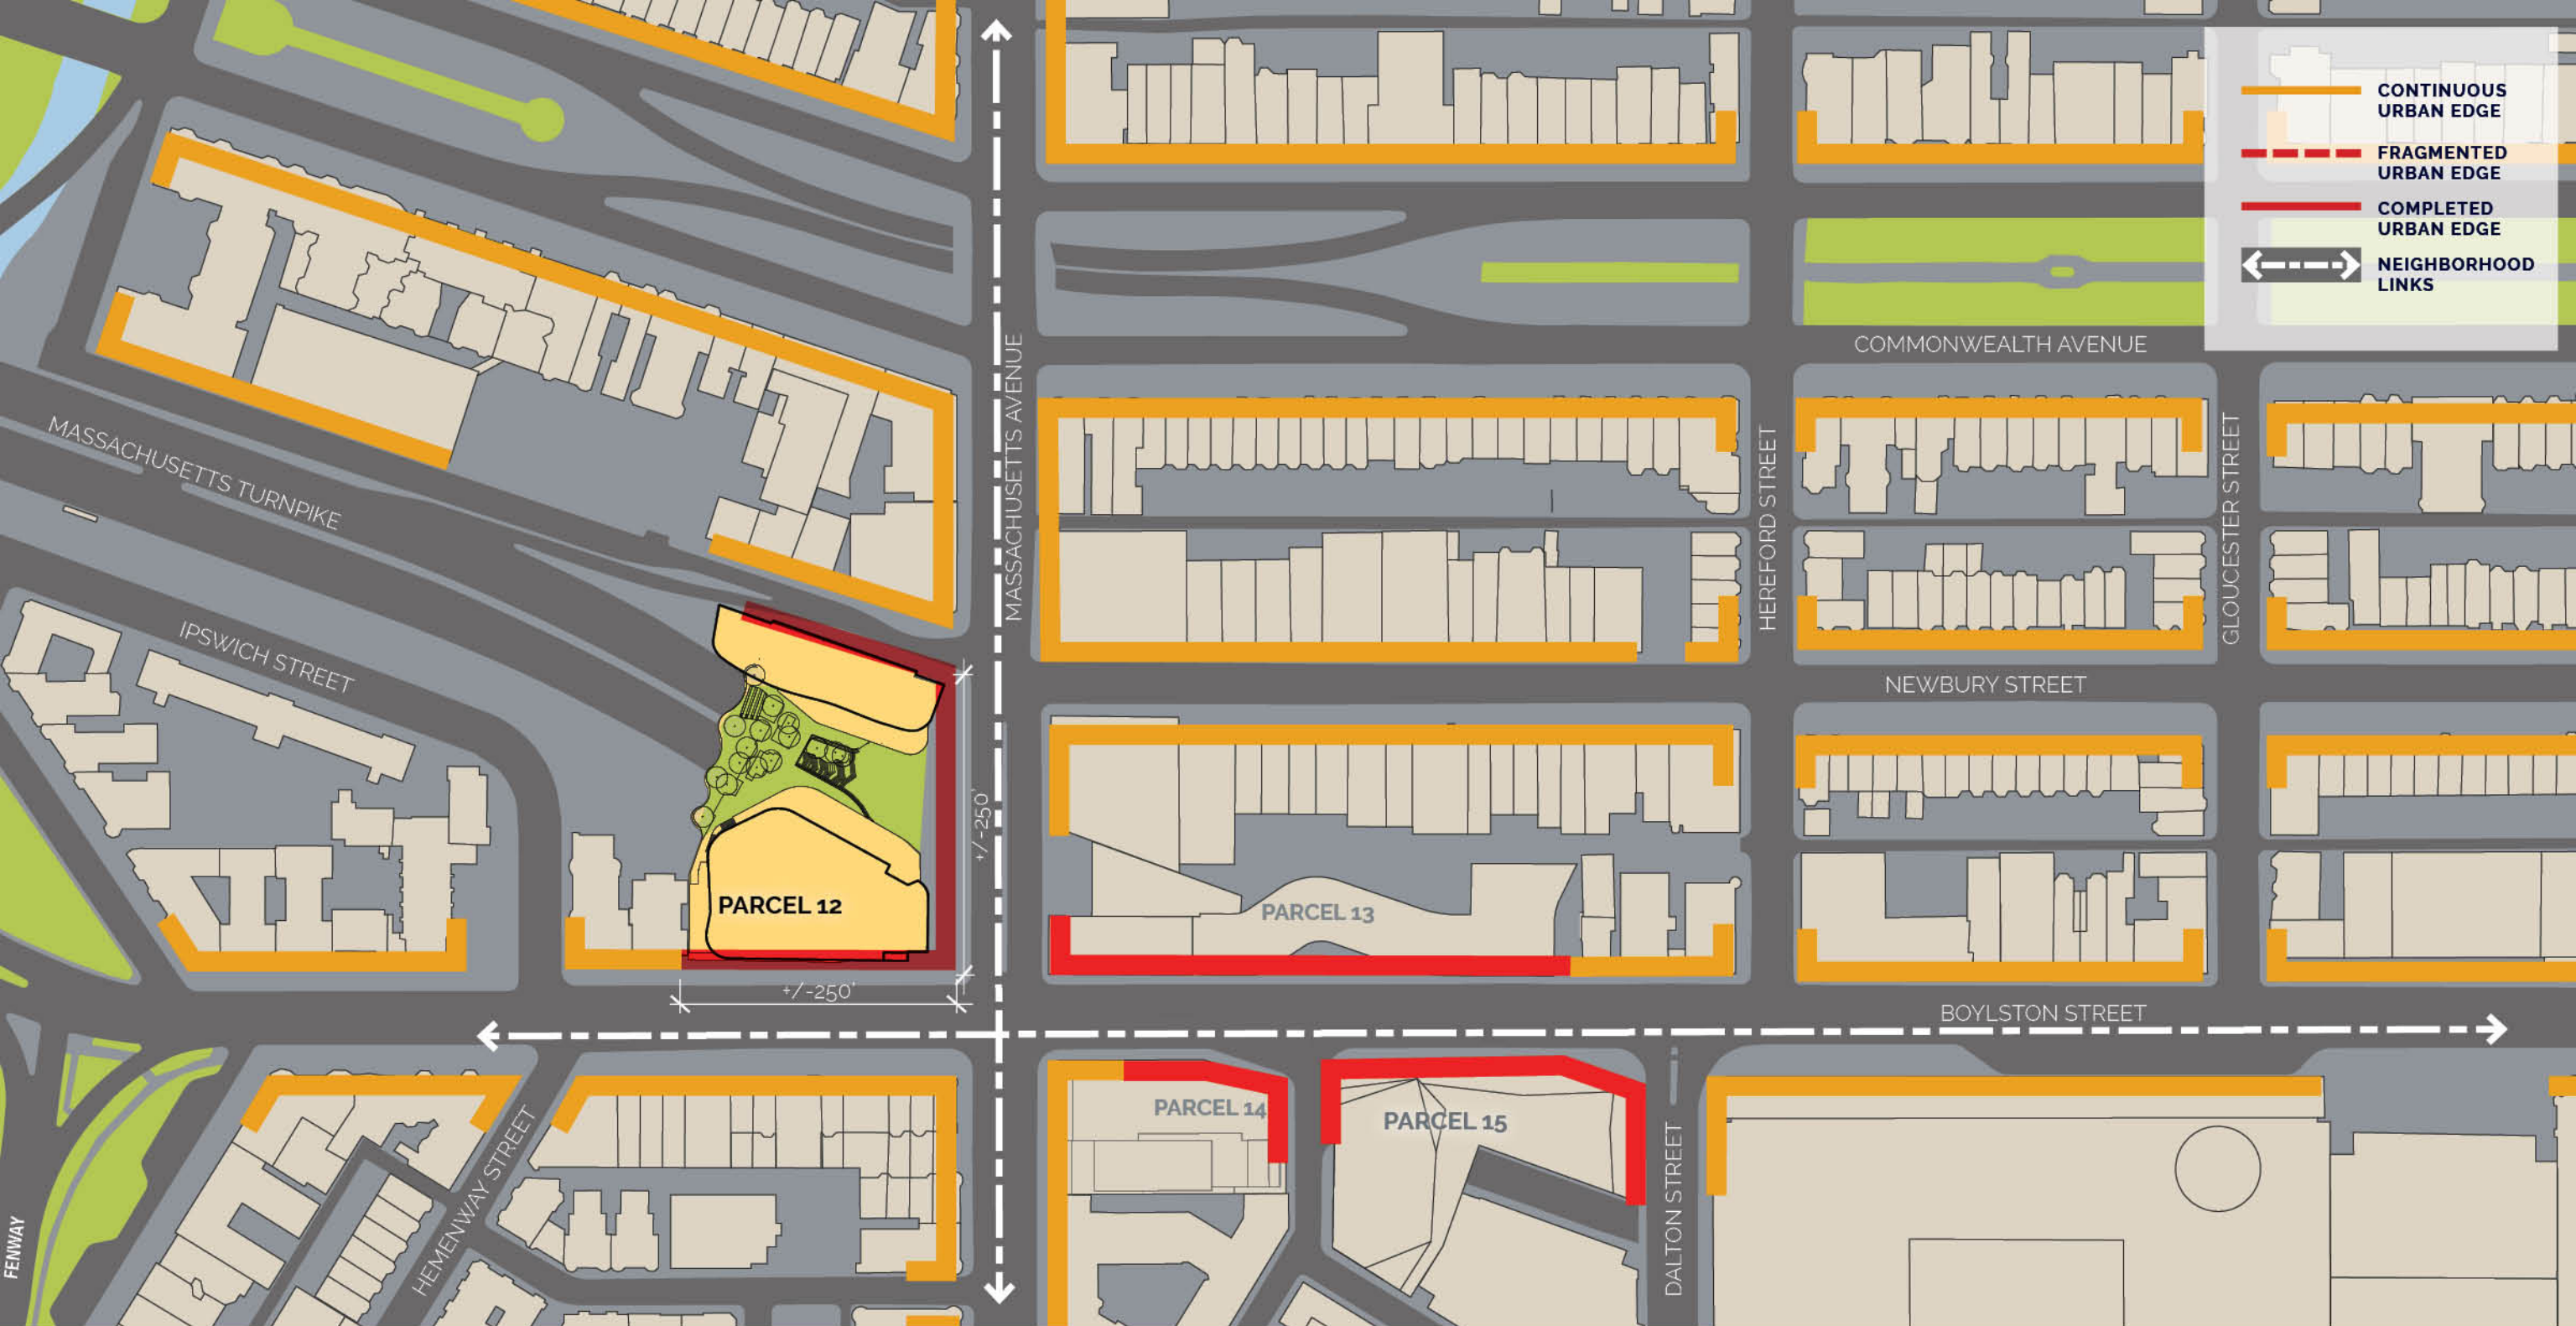 CONTINUOUS
URBAN EDGE
FRAGMENTED
URBAN EDGE
COMPLETED
URBAN EDGE
NEIGHBORHOOD
LINKS
COMMONWEALTH AVENUE
MASSACHUSETTS AVENUE
HEREFORD STREET
GLOUCESTER STREET
MASSACHUSETTS TURNPIKE
IPSWICH STREET
NEWBURY STREET
+/-250'
PARCEL 12
PARCEL 13
+/-250'
BOYLSTON STREET
PARCEL 14
PARCEL 15
HEMENWAY STREET
DALTON STREET
FENWAY